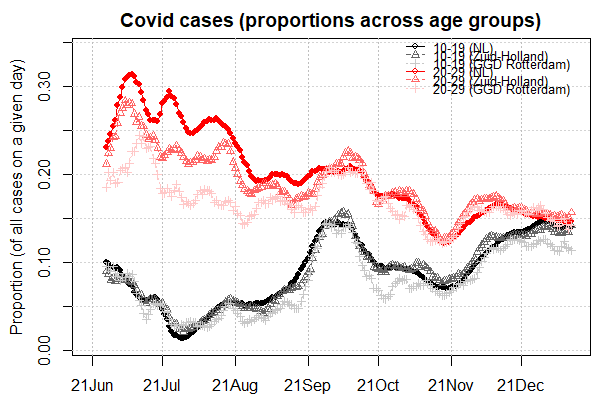 Covid cases (proportions across age groups)
10-19 (NL)
10-19 (Zuid-Holland)
10-19 (GGD Rotterdam)
20-29 (NL)
20-29 (Zuid-Holland)
20-29 (GGD Rotterdam)
Proportion (of all cases on a given day)
0.30
0.20
0.10
0.00
21Jun 21Jul 21Aug 21Sep 21Oct 21Nov 21Dec